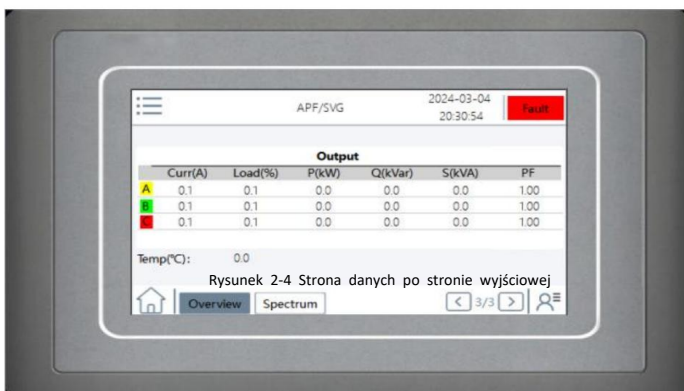 APF/SVG
2024-03-04
20:30:54
Fault
Output
Curr(A) Load(%) P(kW) Q(kVar) S(kVA) PF
A 0.1 0.1 0.0 0.0 0.0 1.00
B 0.1 0.1 0.0 0.0 0.0 1.00
C 0.1 0.1 0.0 0.0 0.0 1.00
Temp(℃): 0.0
Rysunek 2-4 Strona danych po stronie wyjściowej
Overview Spectrum < 3/3 >